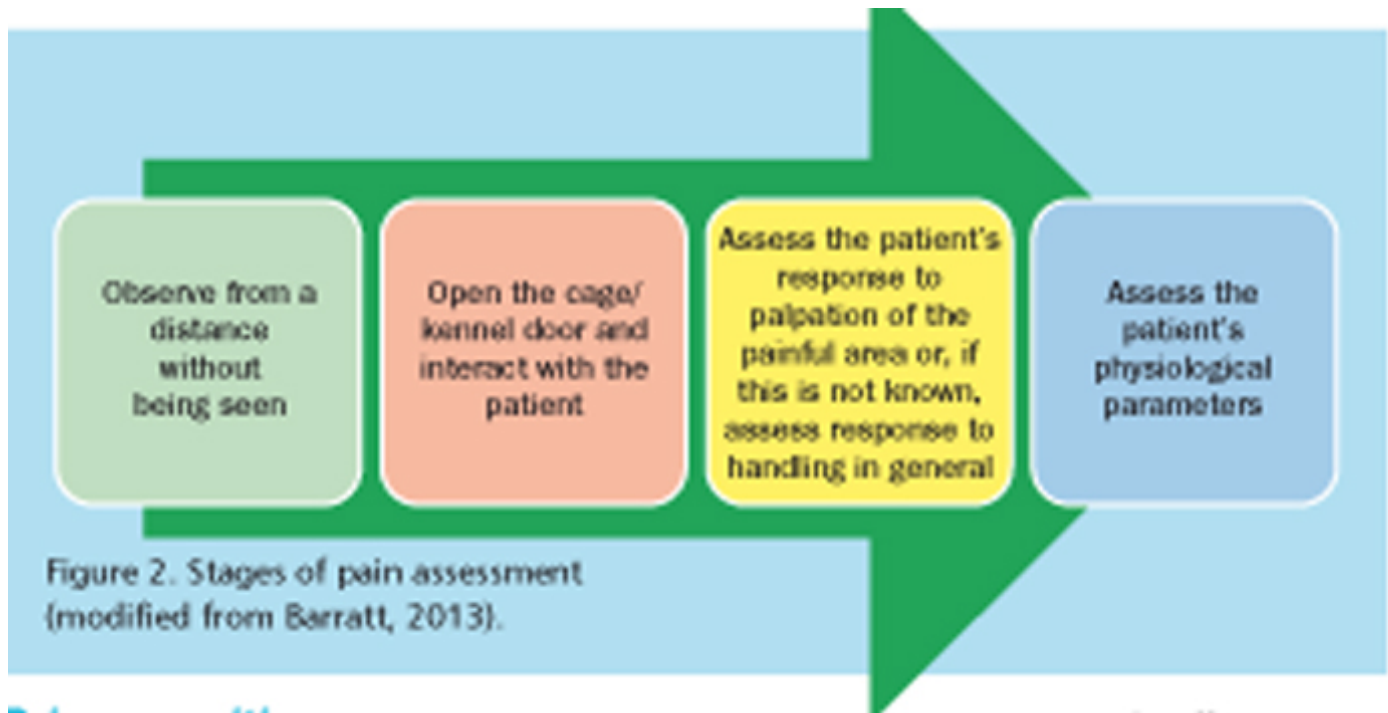 Observe from a
distance
without
being seen
Open the cage/
kennel door and
interact with the
patient
Assess the patient's
response to
palpation of the
painful area or, if
this is not known,
assess response to
handling in general
Assess the
patient's
physiological
parameters
Figure 2. Stages of pain assessment
(modified from Barratt, 2013).